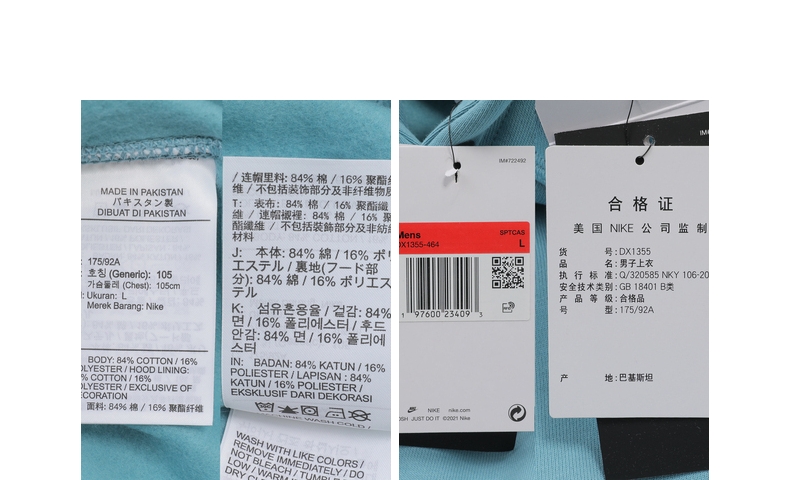 MADE IN PAKISTAN
パキスタン製
DIBUAT DI PAKISTAN
175/92A
호칭 (Generic): 105
가슴둘레 (Chest): 105cm
Ukuran: L
Merek Barang: Nike
BODY: 84% COTTON / 16%
POLYESTER / HOOD LINING:
% COTTON / 16%
POLYESTER / EXCLUSIVE OF
DECORATION
面料: 84% 棉 / 16% 聚酯纤维
/ 连帽里料: 84% 棉 / 16% 聚酯纤
维 / 不包括装饰部分及非纤维物
T: 表布: 84% 棉 / 16% 聚酯纖
維 / 連帽襯裡: 84% 棉 / 16% 聚
酯纖維 / 不包括裝飾部分及非紡織
材料
J: 本体: 84% 綿 / 16% ポリ
エステル / 裏地(フード部
分): 84% 綿 / 16% ポリエス
テル
K: 섬유혼용율 / 겉감: 84%
면 / 16% 폴리에스터 / 후드
안감: 84% 면 / 16% 폴리에
스터
IN: BADAN: 84% KATUN / 16%
POLIESTER / LAPISAN : 84%
KATUN / 16% POLIESTER /
EKSKLUSIF DARI DEKORASI
WASH WITH LIKE COLORS /
REMOVE IMMEDIATELY / DO
NOT BLEACH / TUMBLE
LOW / WARM
DRY CL
IM#722492
Mens
SPTCAS
DX1355-464
L
1 97600 23409 3
NIKE nike.com
JUST DO IT ©2021 Nike
IM#
合格证
美国 NIKE 公司监制
货号: DX1355
品名: 男子上衣
执行标准: Q/320585 NKY 106-20
安全技术类别: GB 18401 B类
产品等级: 合格品
号型: 175/92A
产地: 巴基斯坦